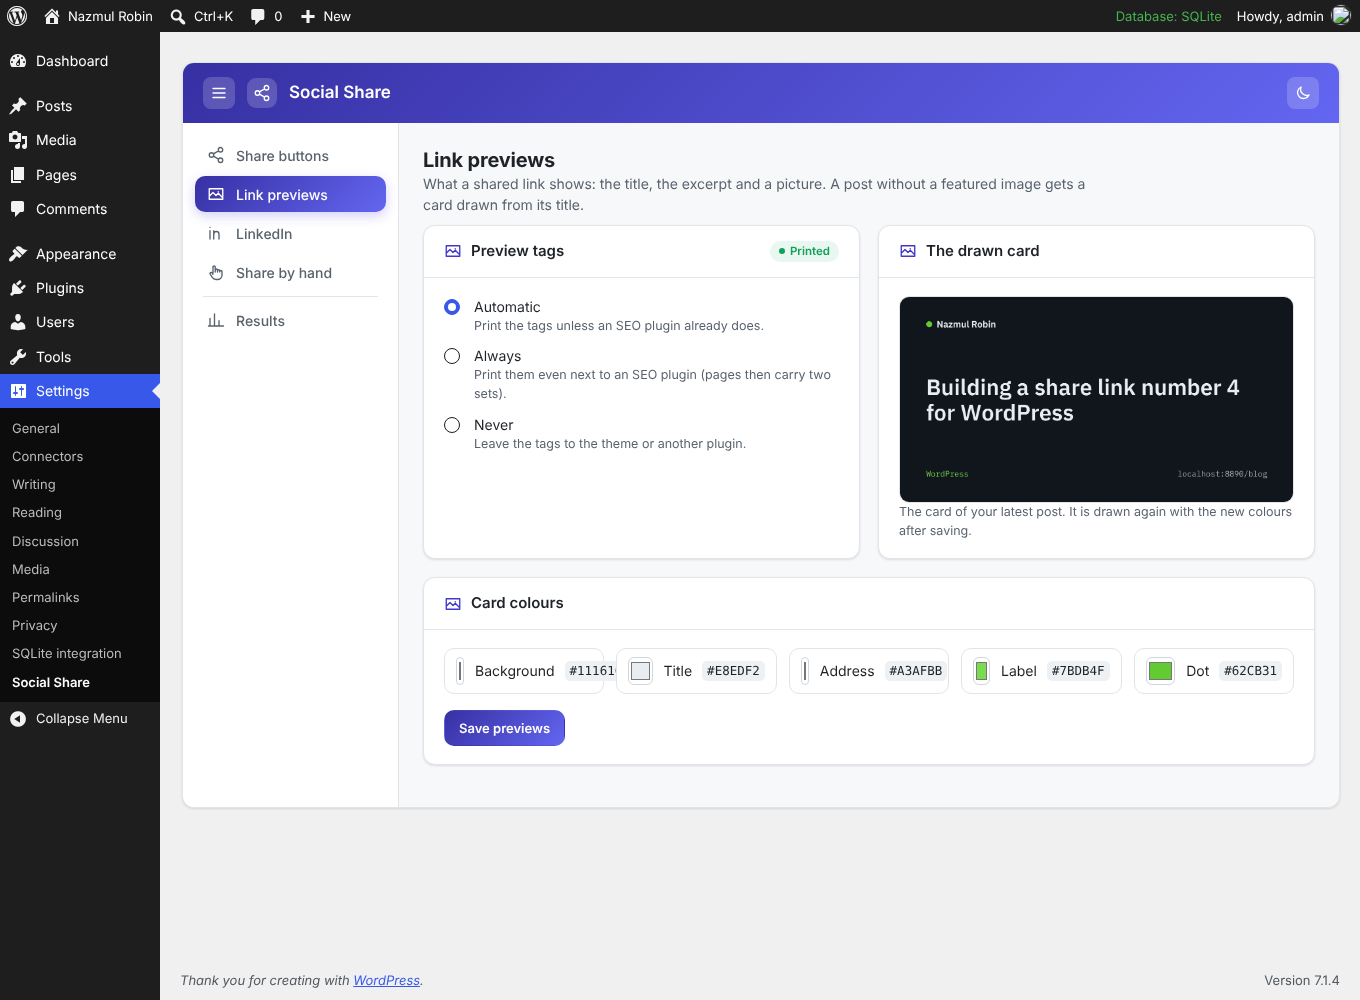 Nazmul Robin
Ctrl+K
0
New
Database: SQLite
Howdy, admin
Dashboard
Posts
Media
Pages
Comments
Appearance
Plugins
Users
Tools
Settings
General
Connectors
Writing
Reading
Discussion
Media
Permalinks
Privacy
SQLite integration
Social Share
Collapse Menu
Social Share
Share buttons
Link previews
LinkedIn
Share by hand
Results
Link previews
What a shared link shows: the title, the excerpt and a picture. A post without a featured image gets a
card drawn from its title.
Preview tags
Printed
Automatic
Print the tags unless an SEO plugin already does.
Always
Print them even next to an SEO plugin (pages then carry two
sets).
Never
Leave the tags to the theme or another plugin.
The drawn card
Nazmul Robin
Building a share link number 4
for WordPress
WordPress
localhost:8890/blog
The card of your latest post. It is drawn again with the new colours
after saving.
Card colours
Background
Title #E8EDF2
Address #A3AFBB
Label #7BDB4F
Dot #62CB31
Save previews
Thank you for creating with WordPress.
Version 7.1.4